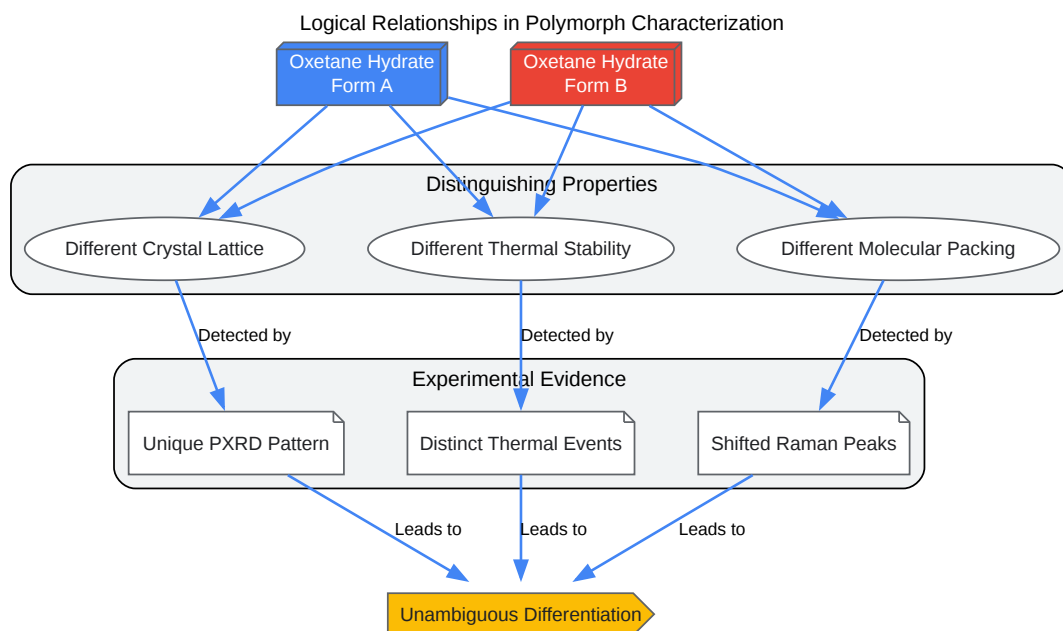 Logical Relationships in Polymorph Characterization
Oxetane Hydrate
Form A
Oxetane Hydrate
Form B
Distinguishing Properties
Different Crystal Lattice
Different Thermal Stability
Different Molecular Packing
Detected by
Detected by
Detected by
Experimental Evidence
Unique PXRD Pattern
Distinct Thermal Events
Shifted Raman Peaks
Leads to
Leads to
Leads to
Unambiguous Differentiation